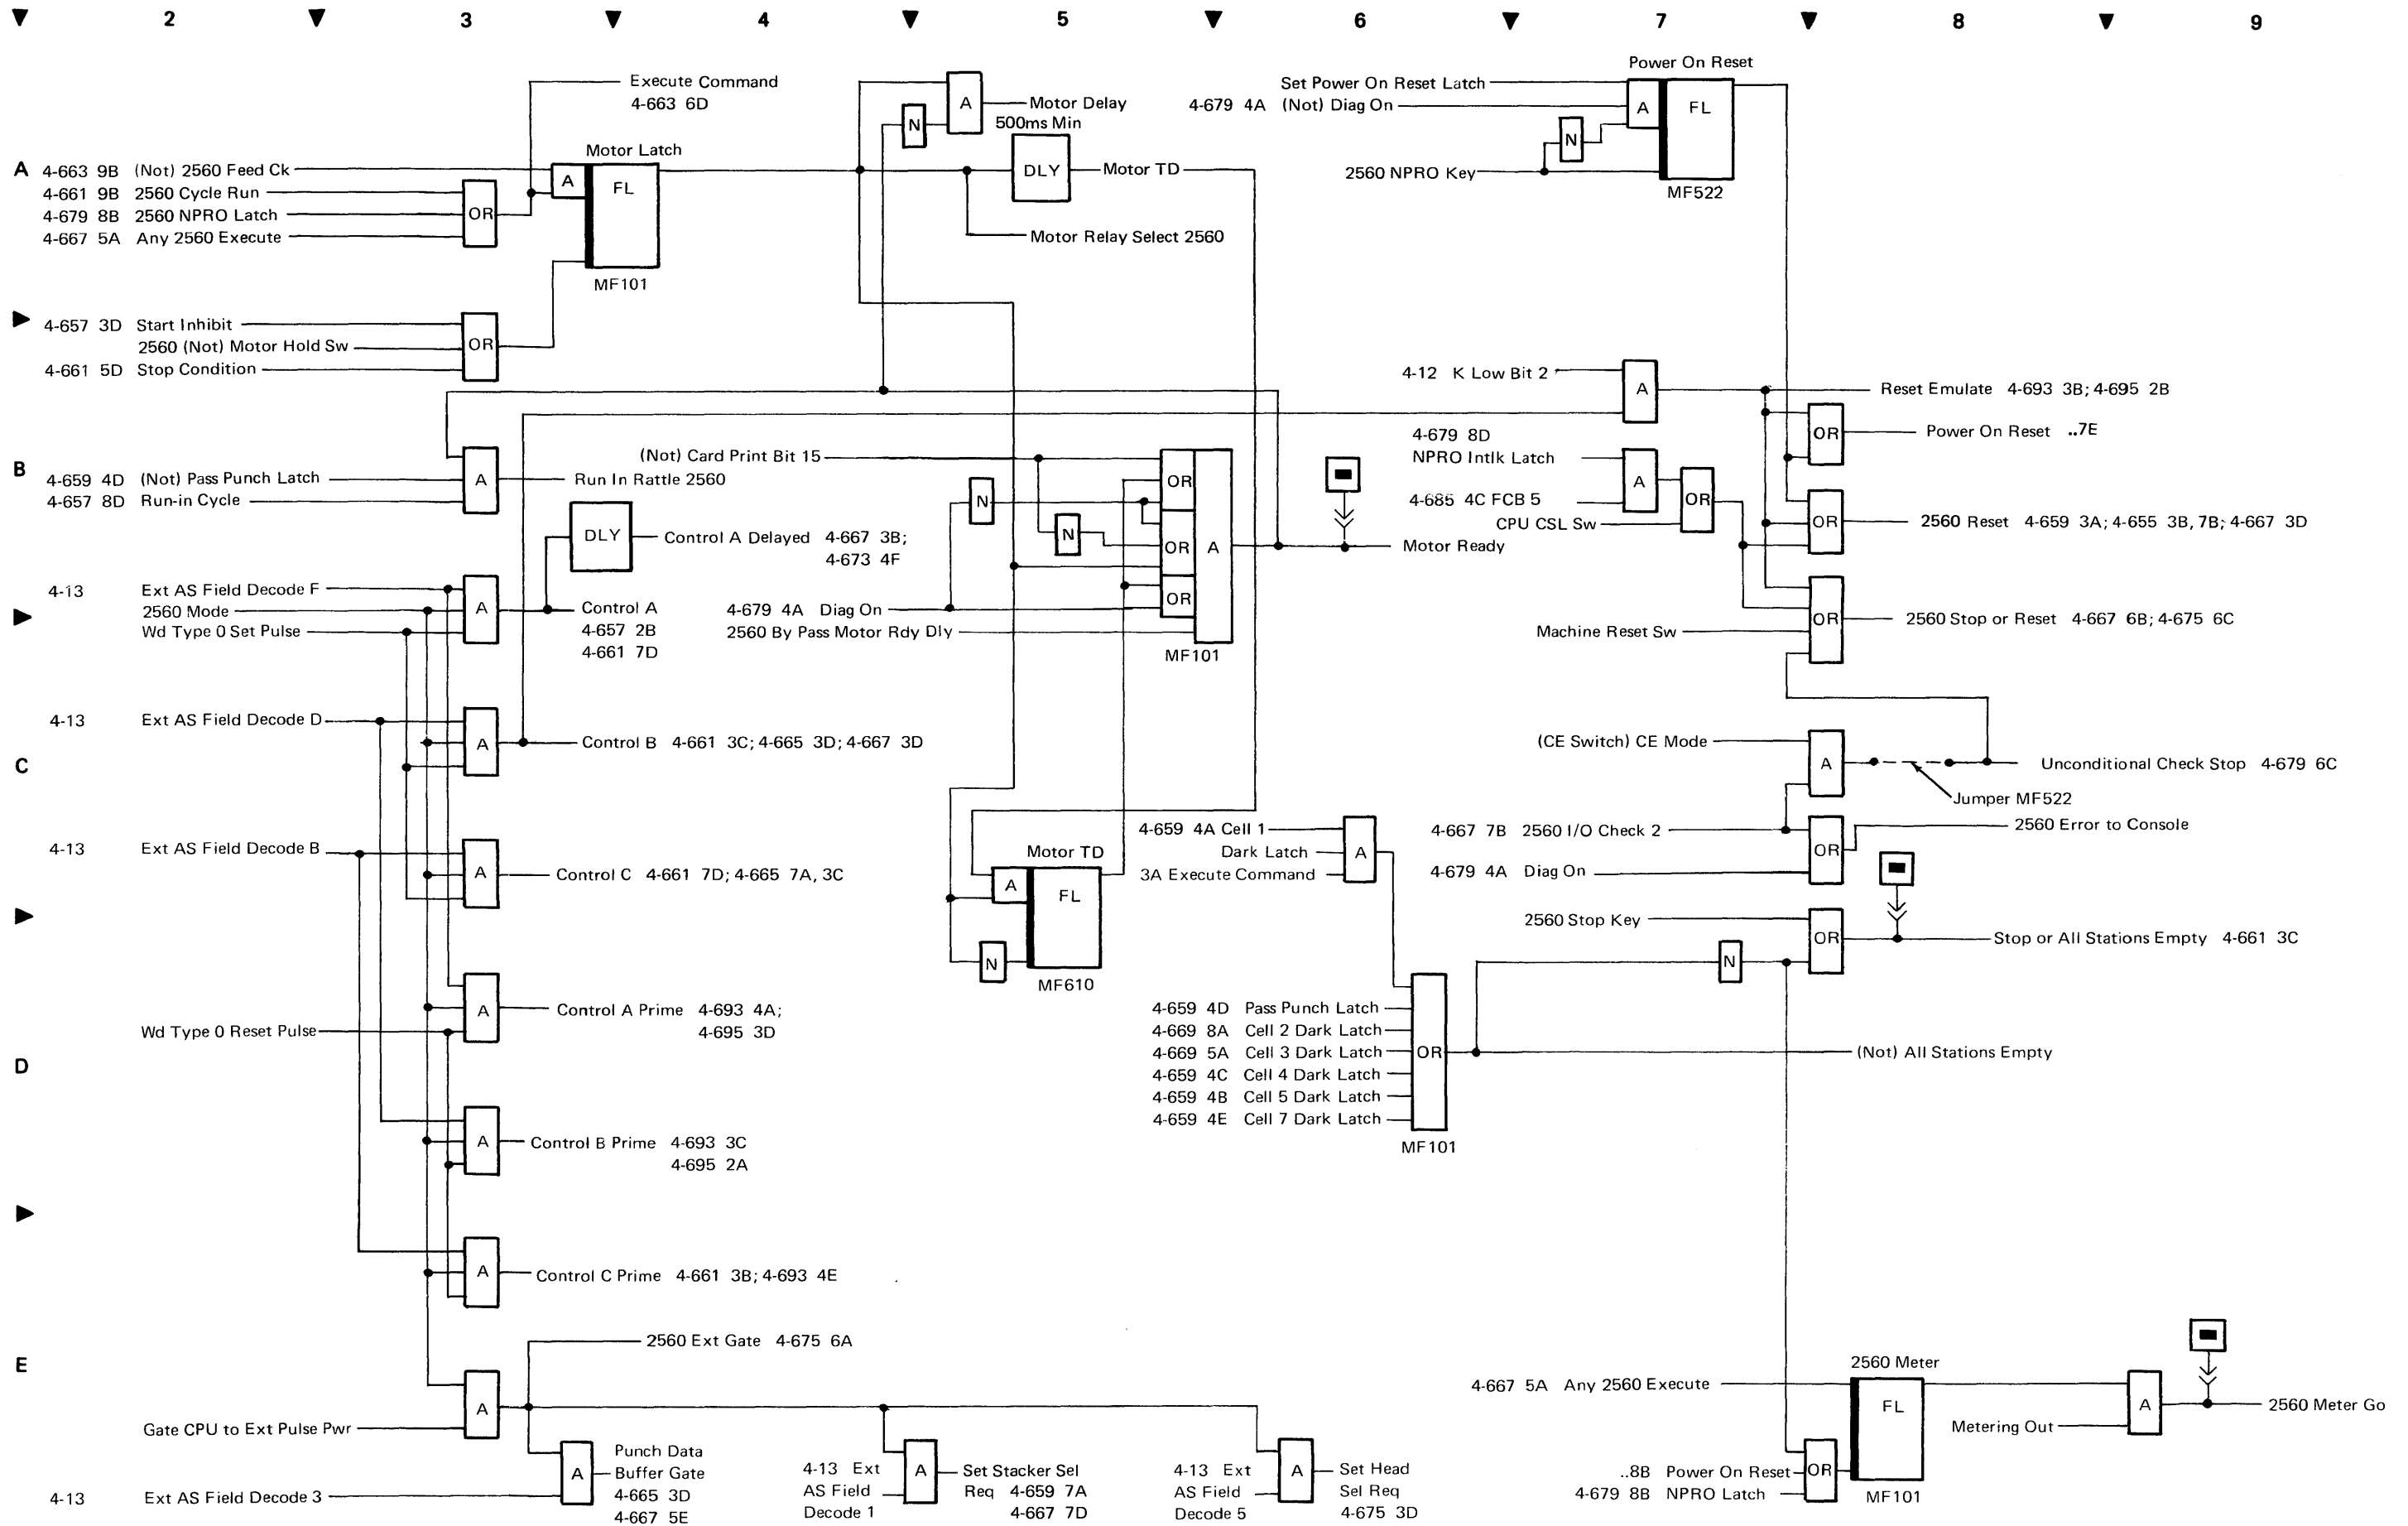 2 3 4 5 6 7 8 9
A
B
C
D
E
Execute Command
4-663 6D
4-663 9B (Not) 2560 Feed Ck
4-661 9B 2560 Cycle Run
4-679 8B 2560 NPRO Latch
4-667 5A Any 2560 Execute
OR
Motor Latch
A
FL
MF101
4-657 3D Start Inhibit
2560 (Not) Motor Hold Sw
4-661 5D Stop Condition
OR
N
A
Motor Delay
500ms Min
DLY
Motor TD
Motor Relay Select 2560
Power On Reset
Set Power On Reset Latch
4-679 4A (Not) Diag On
N
A
FL
2560 NPRO Key
MF522
4-659 4D (Not) Pass Punch Latch
4-657 8D Run-in Cycle
A
Run In Rattle 2560
DLY
Control A Delayed 4-667 3B;
4-673 4F
4-13 Ext AS Field Decode F
2560 Mode
Wd Type 0 Set Pulse
A
Control A
4-657 2B
4-661 7D
(Not) Card Print Bit 15
N
N
OR
OR
OR
A
4-679 4A Diag On
2560 By Pass Motor Rdy Dly
MF101
Motor Ready
4-12 K Low Bit 2
A
Reset Emulate 4-693 3B; 4-695 2B
OR
Power On Reset ..7E
4-679 8D
NPRO Intlk Latch
A
OR
4-685 4C FCB 5
CPU CSL Sw
OR
2560 Reset 4-659 3A; 4-655 3B, 7B; 4-667 3D
OR
2560 Stop or Reset 4-667 6B; 4-675 6C
Machine Reset Sw
4-13 Ext AS Field Decode D
A
Control B 4-661 3C; 4-665 3D; 4-667 3D
(CE Switch) CE Mode
A
Unconditional Check Stop 4-679 6C
Jumper MF522
4-13 Ext AS Field Decode B
A
Control C 4-661 7D; 4-665 7A, 3C
Motor TD
A
FL
N
MF610
4-659 4A Cell 1
Dark Latch
3A Execute Command
A
4-667 7B 2560 I/O Check 2
OR
2560 Error to Console
4-679 4A Diag On
2560 Stop Key
OR
N
Stop or All Stations Empty 4-661 3C
A
Control A Prime 4-693 4A;
4-695 3D
Wd Type 0 Reset Pulse
4-659 4D Pass Punch Latch
4-669 8A Cell 2 Dark Latch
4-669 5A Cell 3 Dark Latch
4-659 4C Cell 4 Dark Latch
4-659 4B Cell 5 Dark Latch
4-659 4E Cell 7 Dark Latch
OR
MF101
(Not) All Stations Empty
A
Control B Prime 4-693 3C
4-695 2A
A
Control C Prime 4-661 3B; 4-693 4E
2560 Ext Gate 4-675 6A
A
Gate CPU to Ext Pulse Pwr
4-13 Ext AS Field Decode 3
A
Punch Data
Buffer Gate
4-665 3D
4-667 5E
4-13 Ext
AS Field
Decode 1
A
Set Stacker Sel
Req 4-659 7A
4-667 7D
4-13 Ext
AS Field
Decode 5
A
Set Head
Sel Req
4-675 3D
2560 Meter
4-667 5A Any 2560 Execute
FL
..8B Power On Reset
4-679 8B NPRO Latch
OR
MF101
Metering Out
A
2560 Meter Go